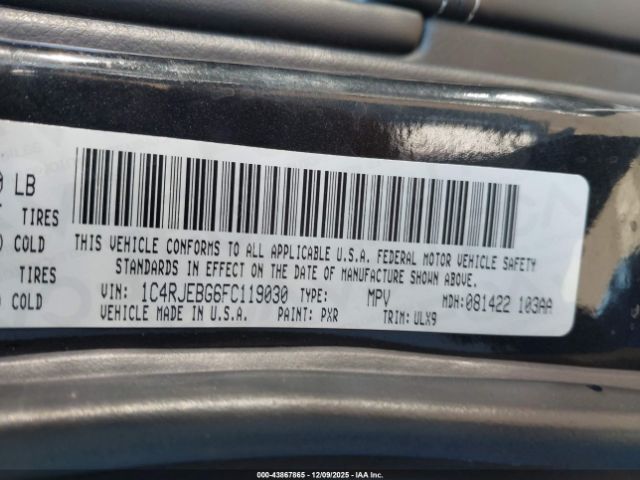 LB
TIRES
COLD
TIRES
COLD
THIS VEHICLE CONFORMS TO ALL APPLICABLE U.S.A. FEDERAL MOTOR VEHICLE SAFETY
STANDARDS IN EFFECT ON THE DATE OF MANUFACTURE SHOWN ABOVE.
VIN: 1C4RJEBG6FC119030 TYPE: MPV MDH:081422 103AA
VEHICLE MADE IN U.S.A. PAINT: PXR TRIM: ULX9
000-43867865 12/09/2025 IAA Inc.